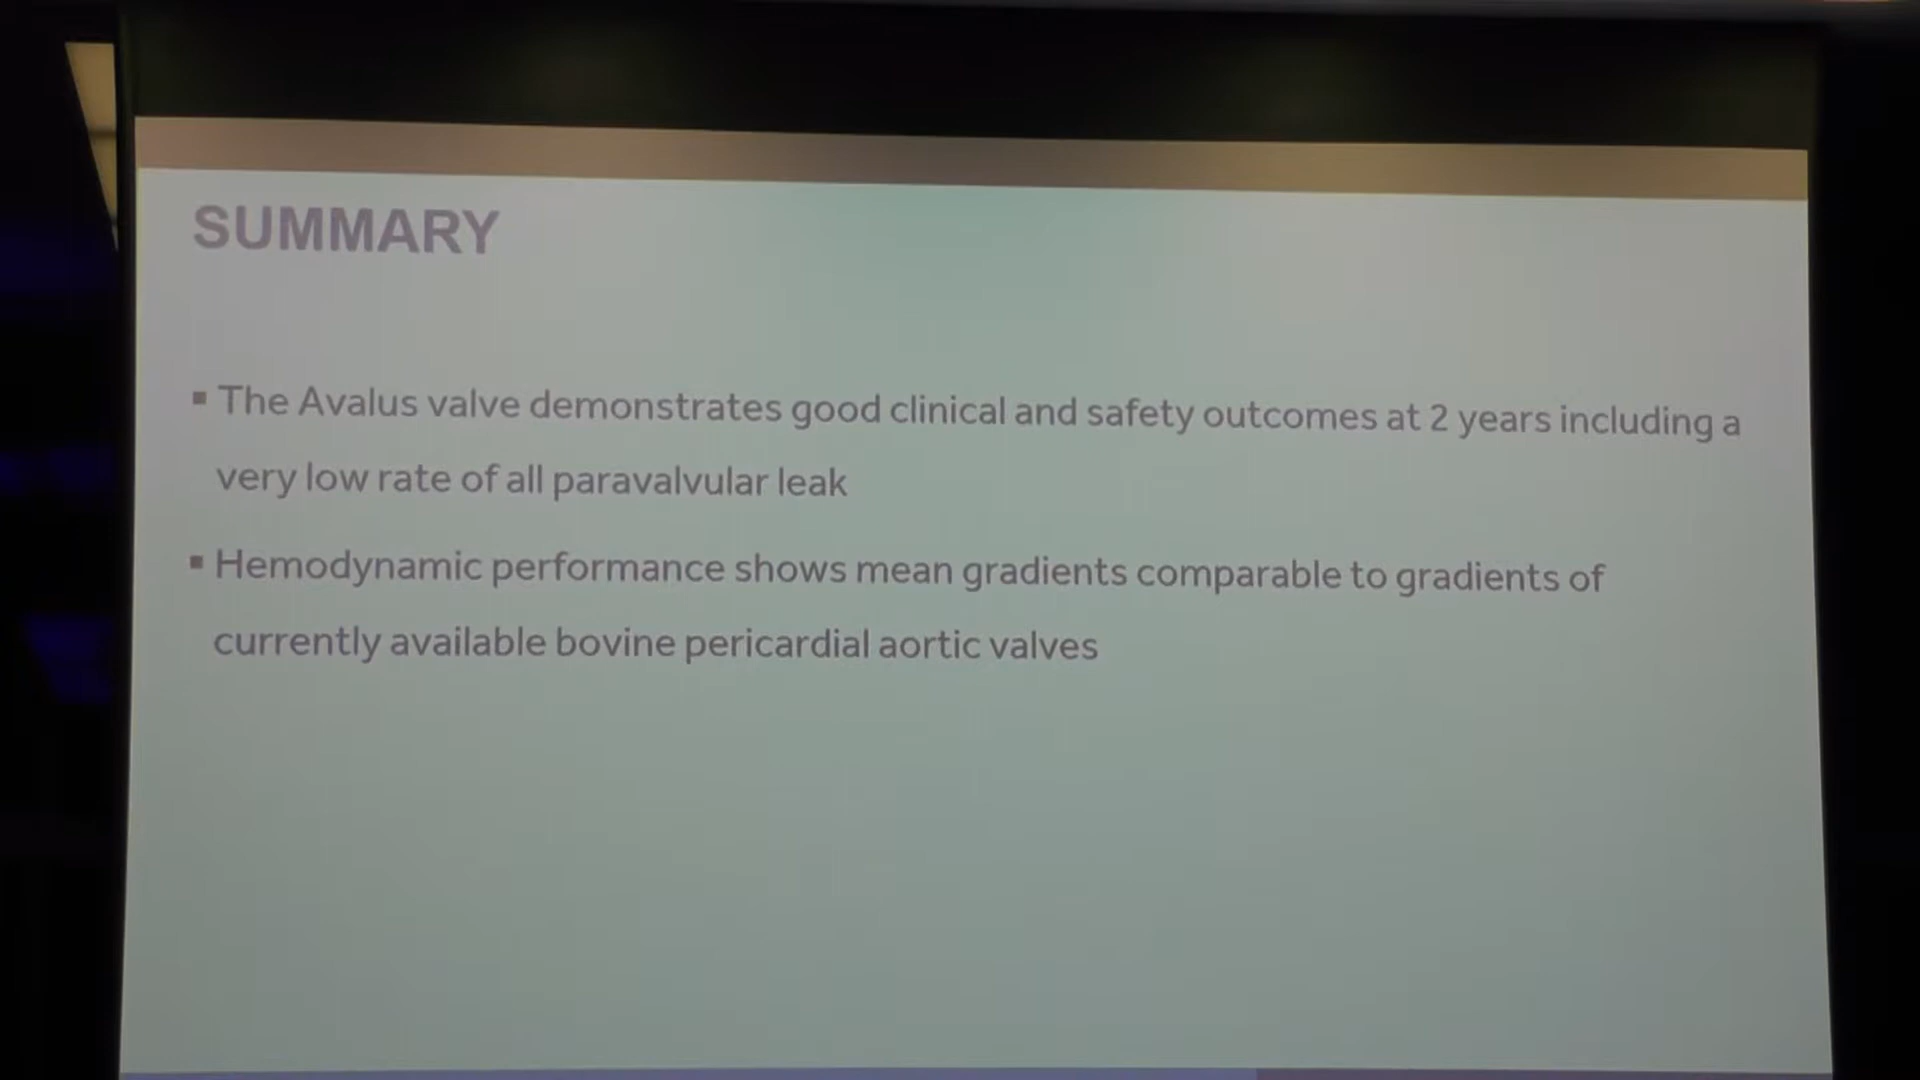 SUMMARY
▪ The Avalus valve demonstrates good clinical and safety outcomes at 2 years including a
very low rate of all paravalvular leak
▪ Hemodynamic performance shows mean gradients comparable to gradients of
currently available bovine pericardial aortic valves